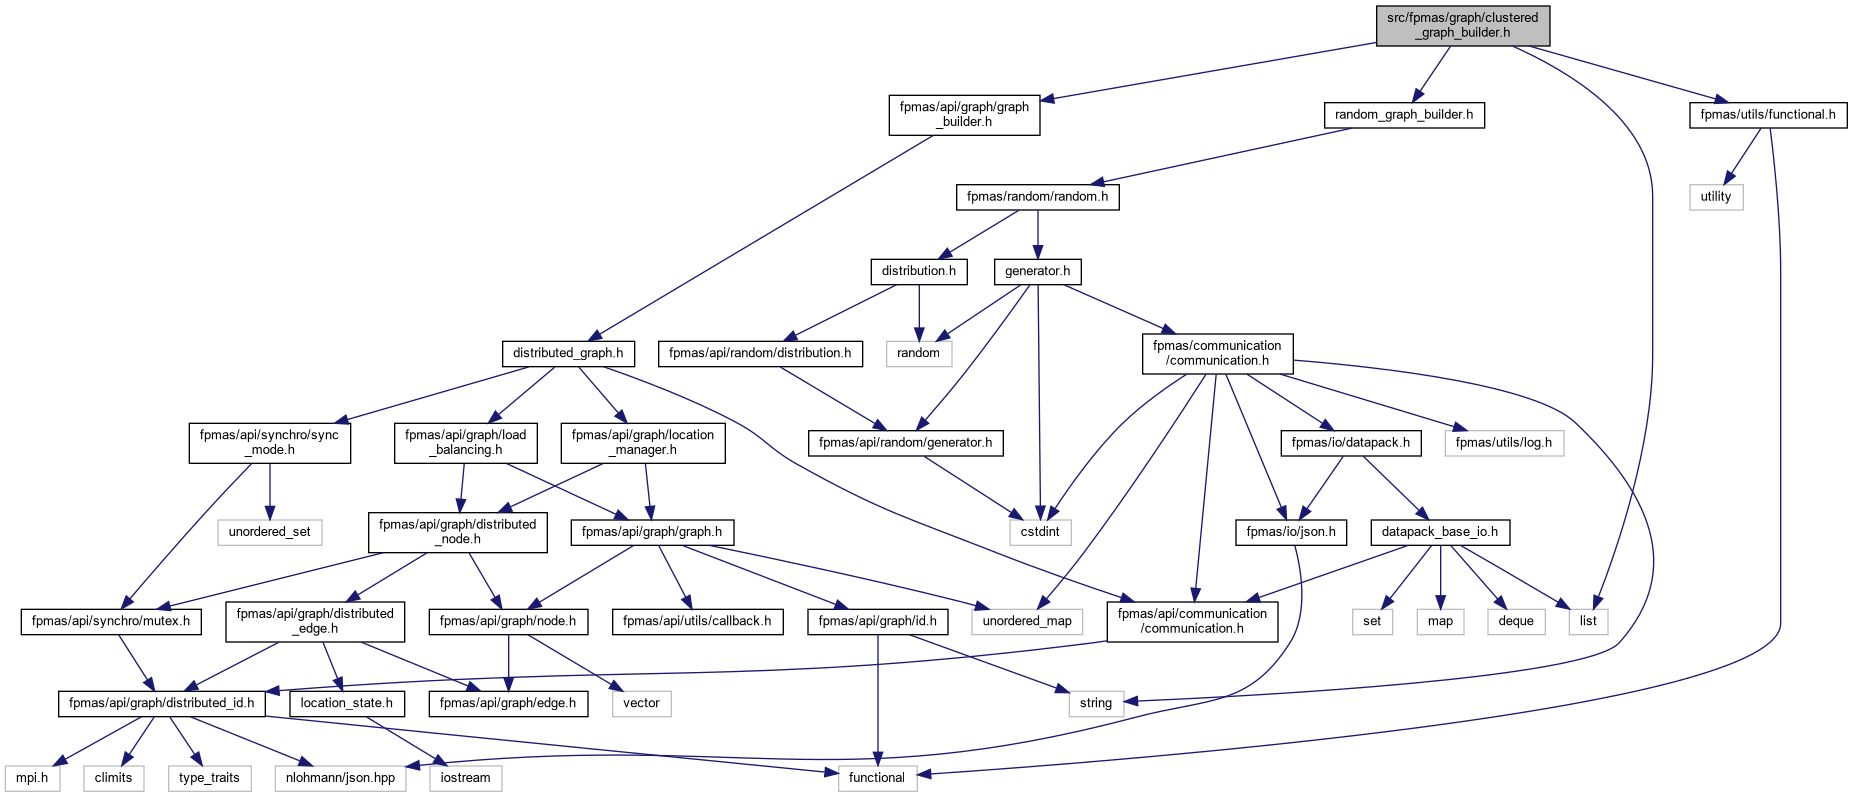 src/fpmas/graph/clustered
_graph_builder.h
fpmas/api/graph/graph
_builder.h
random_graph_builder.h
fpmas/utils/functional.h
fpmas/random/random.h
utility
distribution.h
generator.h
distributed_graph.h
fpmas/api/random/distribution.h
random
fpmas/communication
/communication.h
fpmas/api/synchro/sync
_mode.h
fpmas/api/graph/load
_balancing.h
fpmas/api/graph/location
_manager.h
fpmas/api/random/generator.h
fpmas/io/datapack.h
fpmas/utils/log.h
unordered_set
fpmas/api/graph/distributed
_node.h
fpmas/api/graph/graph.h
cstdint
fpmas/io/json.h
datapack_base_io.h
fpmas/api/synchro/mutex.h
fpmas/api/graph/distributed
_edge.h
fpmas/api/graph/node.h
fpmas/api/utils/callback.h
fpmas/api/graph/id.h
unordered_map
fpmas/api/communication
/communication.h
set
map
deque
list
fpmas/api/graph/distributed_id.h
location_state.h
fpmas/api/graph/edge.h
vector
string
mpi.h
climits
type_traits
nlohmann/json.hpp
iostream
functional